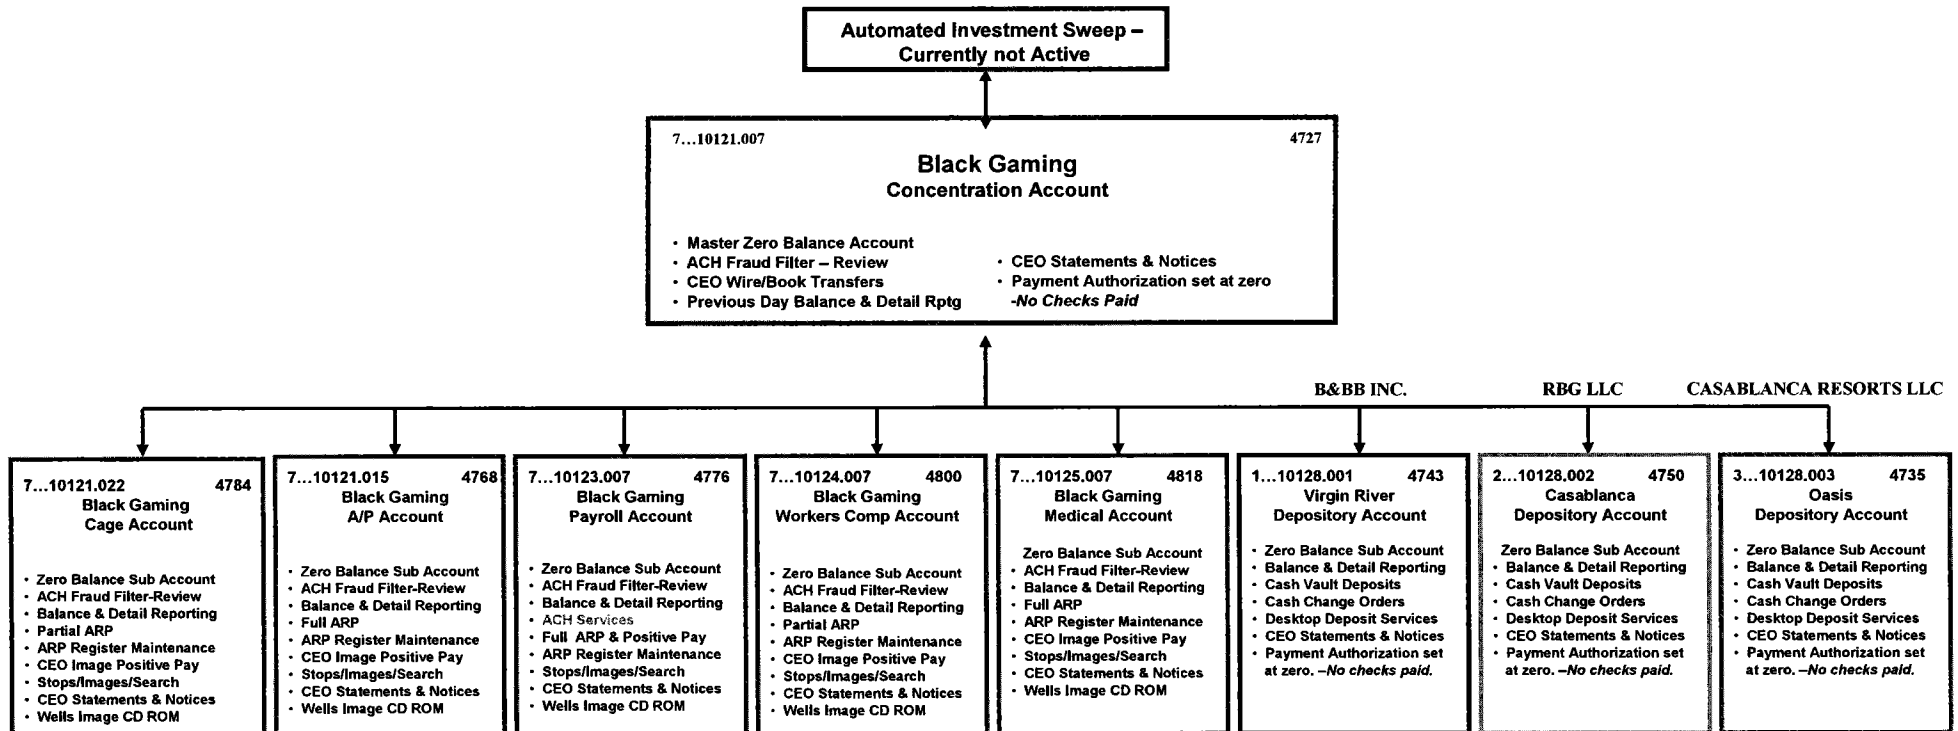 Automated Investment Sweep –
Currently not Active
7...10121.007 4727
Black Gaming
Concentration Account
· Master Zero Balance Account
· ACH Fraud Filter – Review
· CEO Wire/Book Transfers
· Previous Day Balance & Detail Rptg
· CEO Statements & Notices
· Payment Authorization set at zero
-No Checks Paid
B&BB INC.
RBG LLC
CASABLANCA RESORTS LLC
7...10121.022 4784
Black Gaming
Cage Account
· Zero Balance Sub Account
· ACH Fraud Filter-Review
· Balance & Detail Reporting
· Partial ARP
· ARP Register Maintenance
· CEO Image Positive Pay
· Stops/Images/Search
· CEO Statements & Notices
· Wells Image CD ROM
7...10121.015 4768
Black Gaming
A/P Account
· Zero Balance Sub Account
· ACH Fraud Filter-Review
· Balance & Detail Reporting
· Full ARP
· ARP Register Maintenance
· CEO Image Positive Pay
· Stops/Images/Search
· CEO Statements & Notices
· Wells Image CD ROM
7...10123.007 4776
Black Gaming
Payroll Account
· Zero Balance Sub Account
· ACH Fraud Filter-Review
· Balance & Detail Reporting
· ACH Services
· Full ARP & Positive Pay
· ARP Register Maintenance
· Stops/Images/Search
· CEO Statements & Notices
· Wells Image CD ROM
7...10124.007 4800
Black Gaming
Workers Comp Account
· Zero Balance Sub Account
· ACH Fraud Filter-Review
· Balance & Detail Reporting
· Partial ARP
· ARP Register Maintenance
· CEO Image Positive Pay
· Stops/Images/Search
· CEO Statements & Notices
· Wells Image CD ROM
7...10125.007 4818
Black Gaming
Medical Account
Zero Balance Sub Account
· ACH Fraud Filter-Review
· Balance & Detail Reporting
· Full ARP
· ARP Register Maintenance
· CEO Image Positive Pay
· Stops/Images/Search
· CEO Statements & Notices
· Wells Image CD ROM
1...10128.001 4743
Virgin River
Depository Account
· Zero Balance Sub Account
· Balance & Detail Reporting
· Cash Vault Deposits
· Cash Change Orders
· Desktop Deposit Services
· CEO Statements & Notices
· Payment Authorization set
at zero. –No checks paid.
2...10128.002 4750
Casablanca
Depository Account
Zero Balance Sub Account
· Balance & Detail Reporting
· Cash Vault Deposits
· Cash Change Orders
· Desktop Deposit Services
· CEO Statements & Notices
· Payment Authorization set
at zero. –No checks paid.
3...10128.003 4735
Oasis
Depository Account
· Zero Balance Sub Account
· Balance & Detail Reporting
· Cash Vault Deposits
· Cash Change Orders
· Desktop Deposit Services
· CEO Statements & Notices
· Payment Authorization set
at zero. –No checks paid.